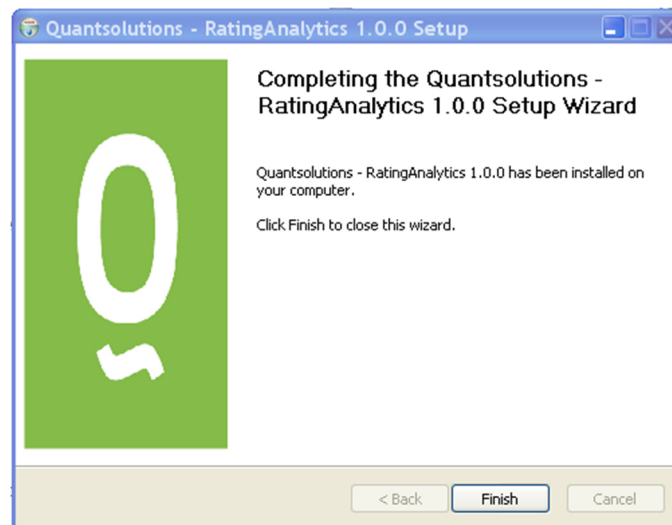 Quantsolutions - RatingAnalytics 1.0.0 Setup
Completing the Quantsolutions -
RatingAnalytics 1.0.0 Setup Wizard
Quantsolutions - RatingAnalytics 1.0.0 has been installed on
your computer.
Click Finish to close this wizard.
< Back
Finish
Cancel